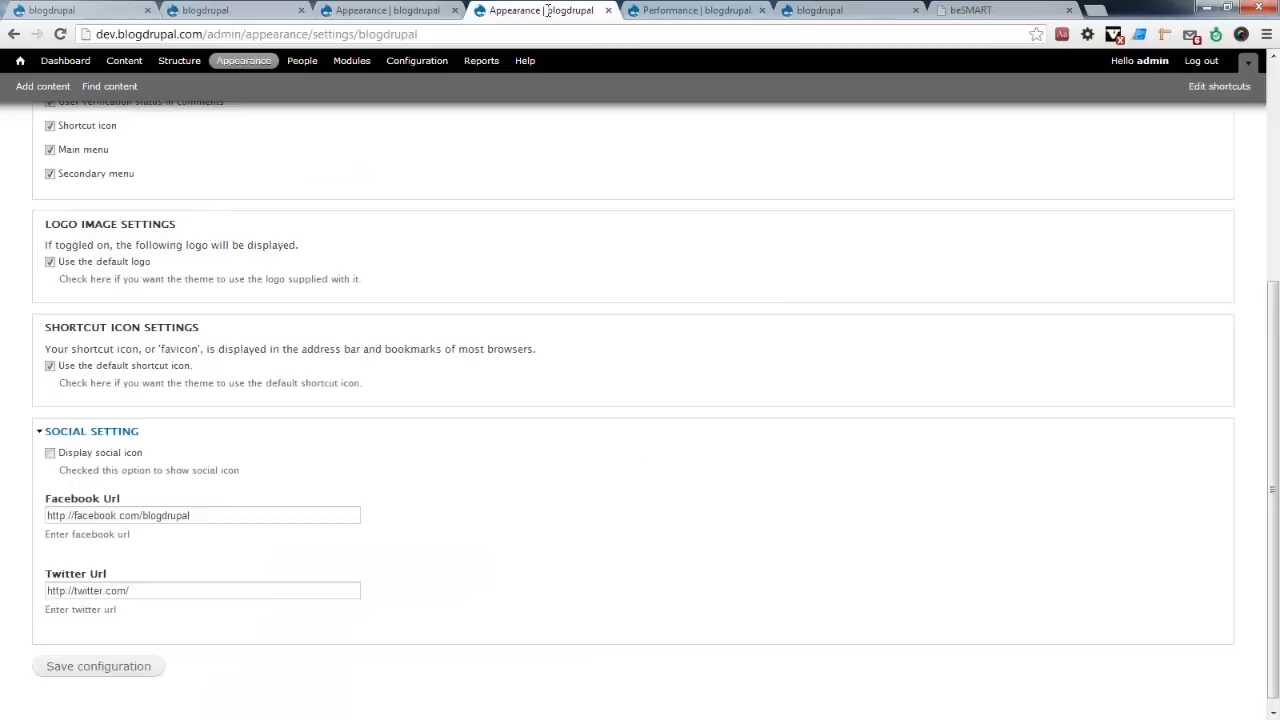 blogdrupal
blogdrupal
Appearance | blogdrupal
Appearance | blogdrupal
Performance | blogdrupal
blogdrupal
beSMART
dev.blogdrupal.com/admin/appearance/settings/blogdrupal
Dashboard Content Structure Appearance People Modules Configuration Reports Help
Hello admin Log out
Add content Find content
Edit shortcuts
User verification status in comments
Shortcut icon
Main menu
Secondary menu
LOGO IMAGE SETTINGS
If toggled on, the following logo will be displayed.
Use the default logo
Check here if you want the theme to use the logo supplied with it.
SHORTCUT ICON SETTINGS
Your shortcut icon, or 'favicon', is displayed in the address bar and bookmarks of most browsers.
Use the default shortcut icon.
Check here if you want the theme to use the default shortcut icon.
SOCIAL SETTING
Display social icon
Checked this option to show social icon
Facebook Url
http://facebook.com/blogdrupal
Enter facebook url
Twitter Url
http://twitter.com/
Enter twitter url
Save configuration